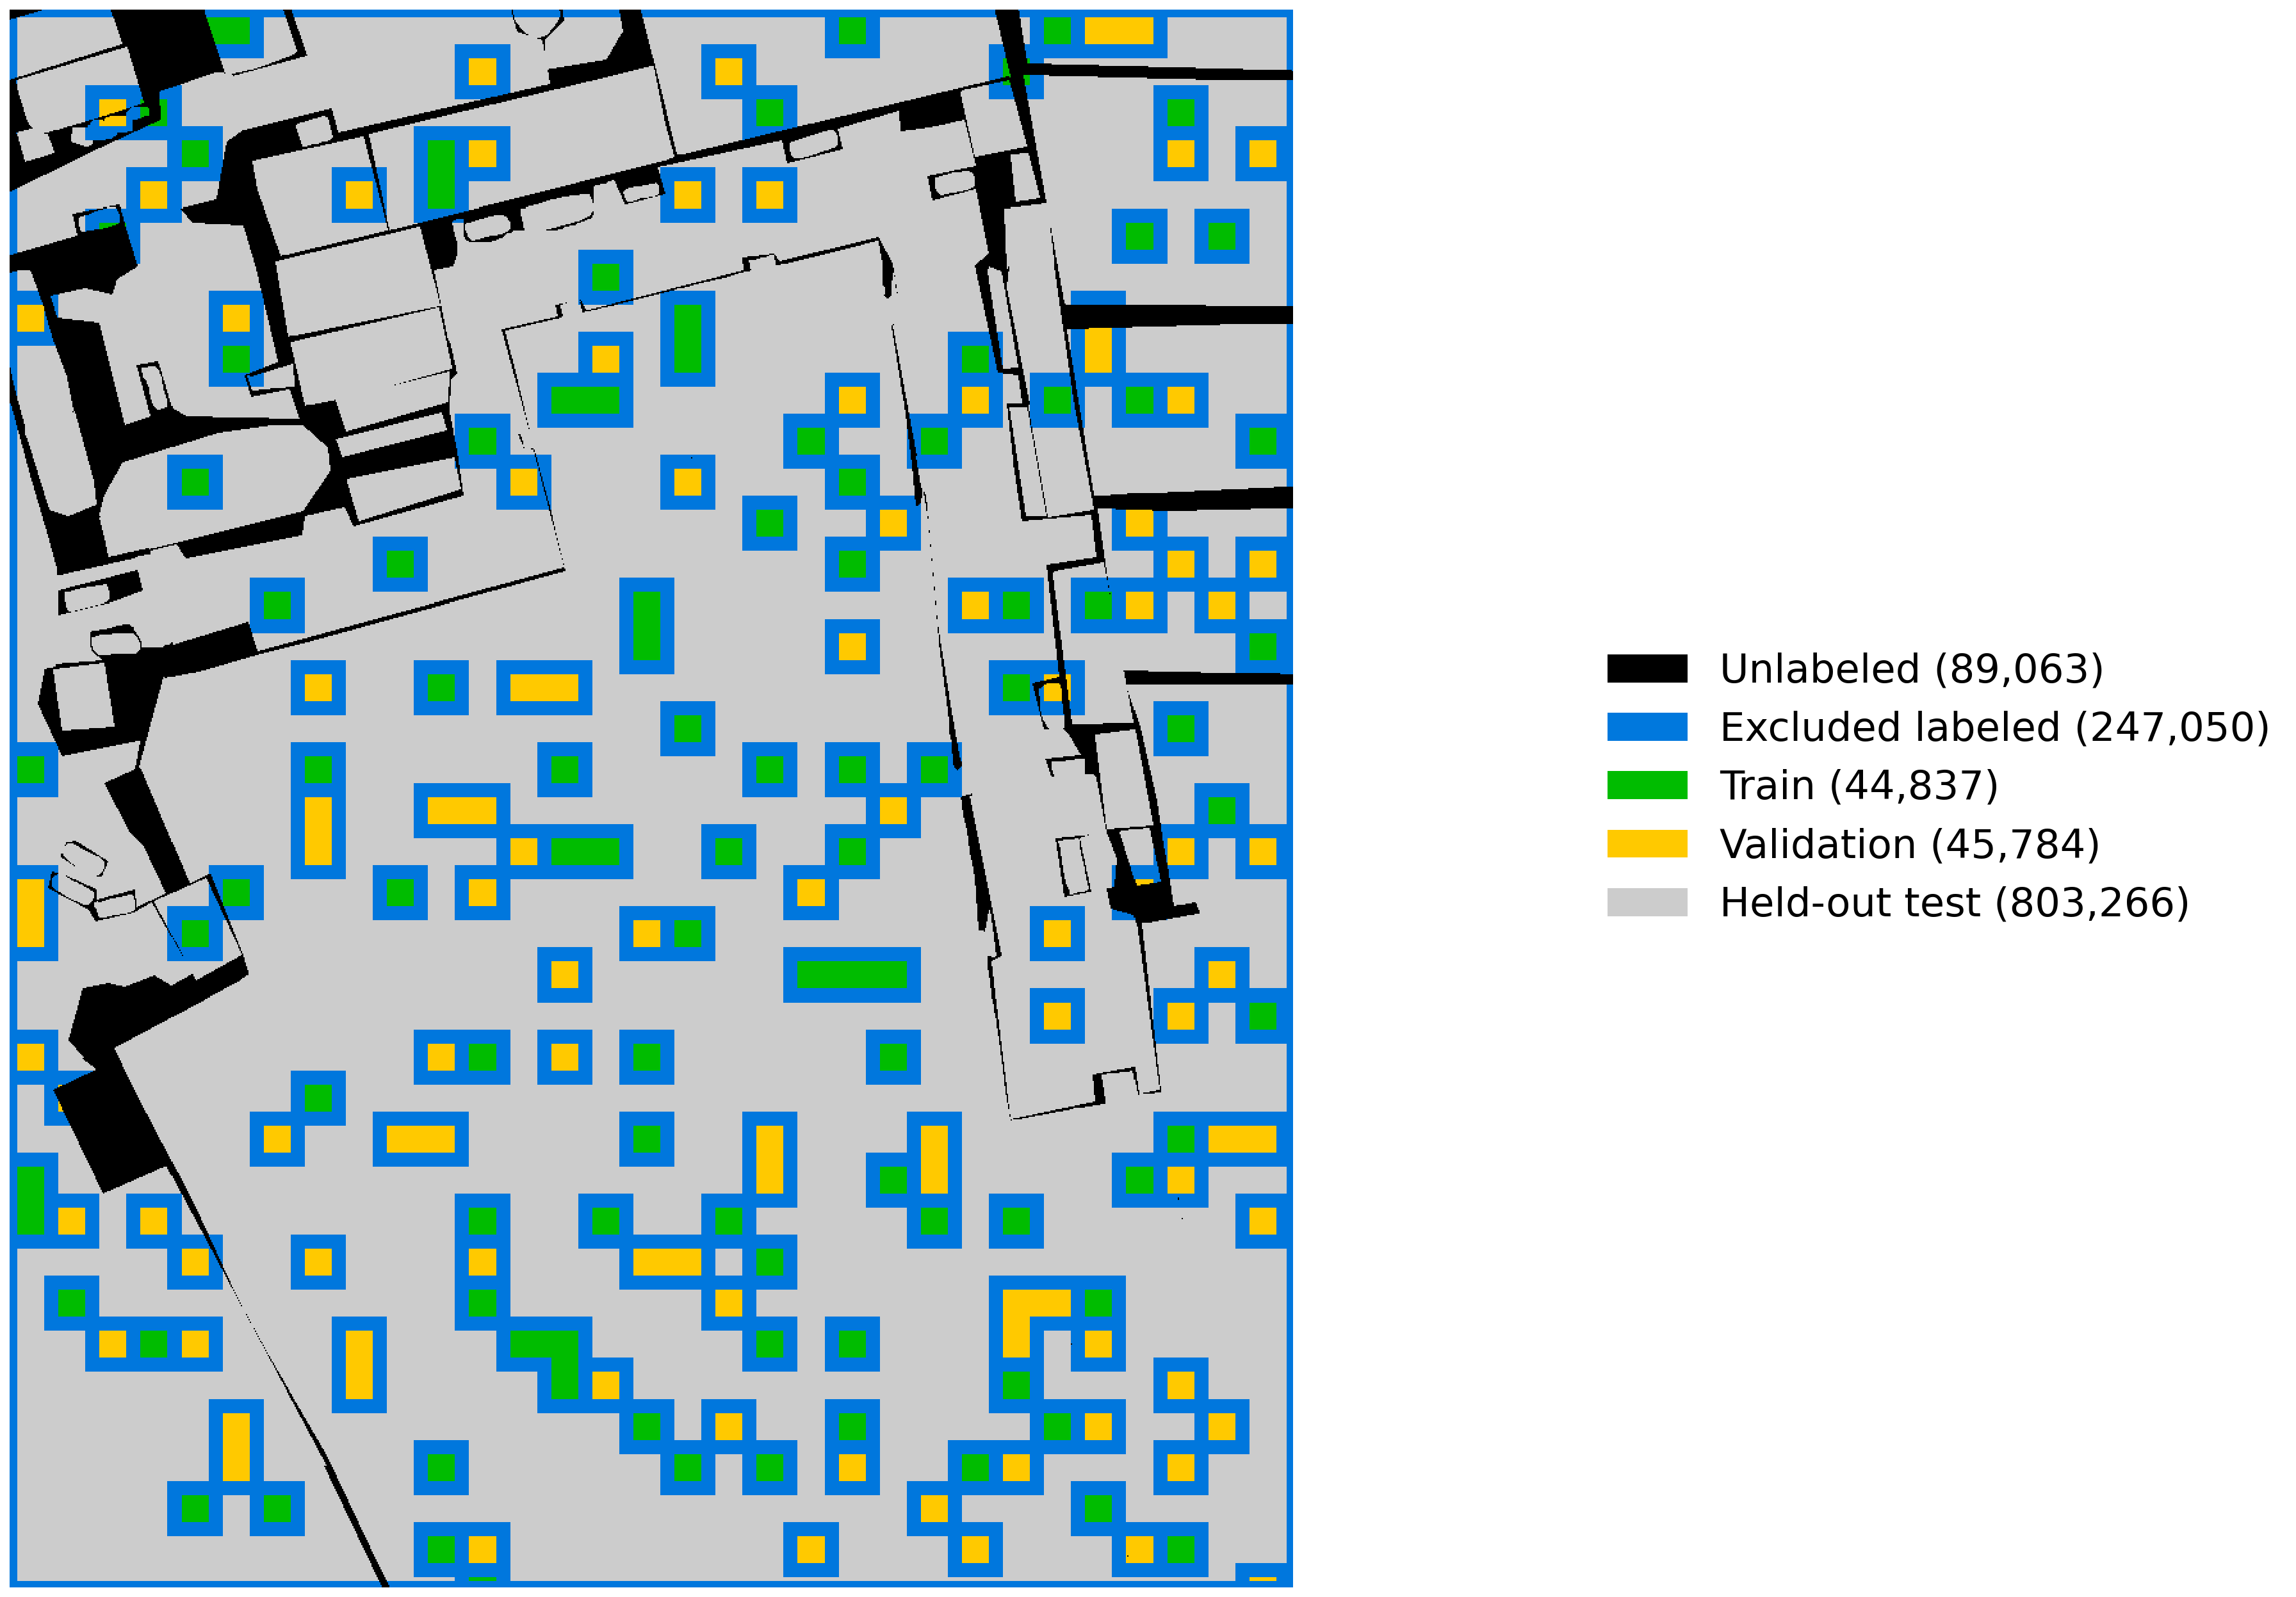 Unlabeled (89,063)
Excluded labeled (247,050)
Train (44,837)
Validation (45,784)
Held-out test (803,266)